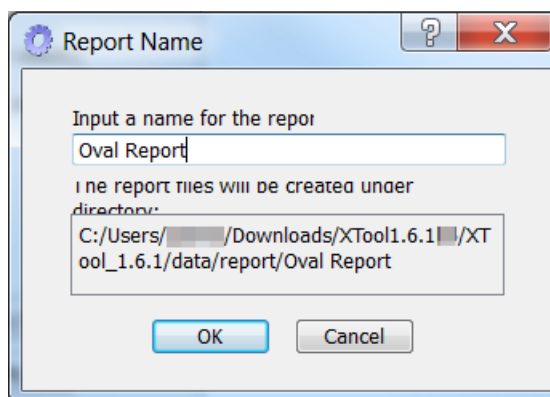 Report Name
Input a name for the repor
Oval Report
The report files will be created under
directory:
C:/Users/ /Downloads/XTool1.6.1 /XT
ool_1.6.1/data/report/Oval Report
OK
Cancel